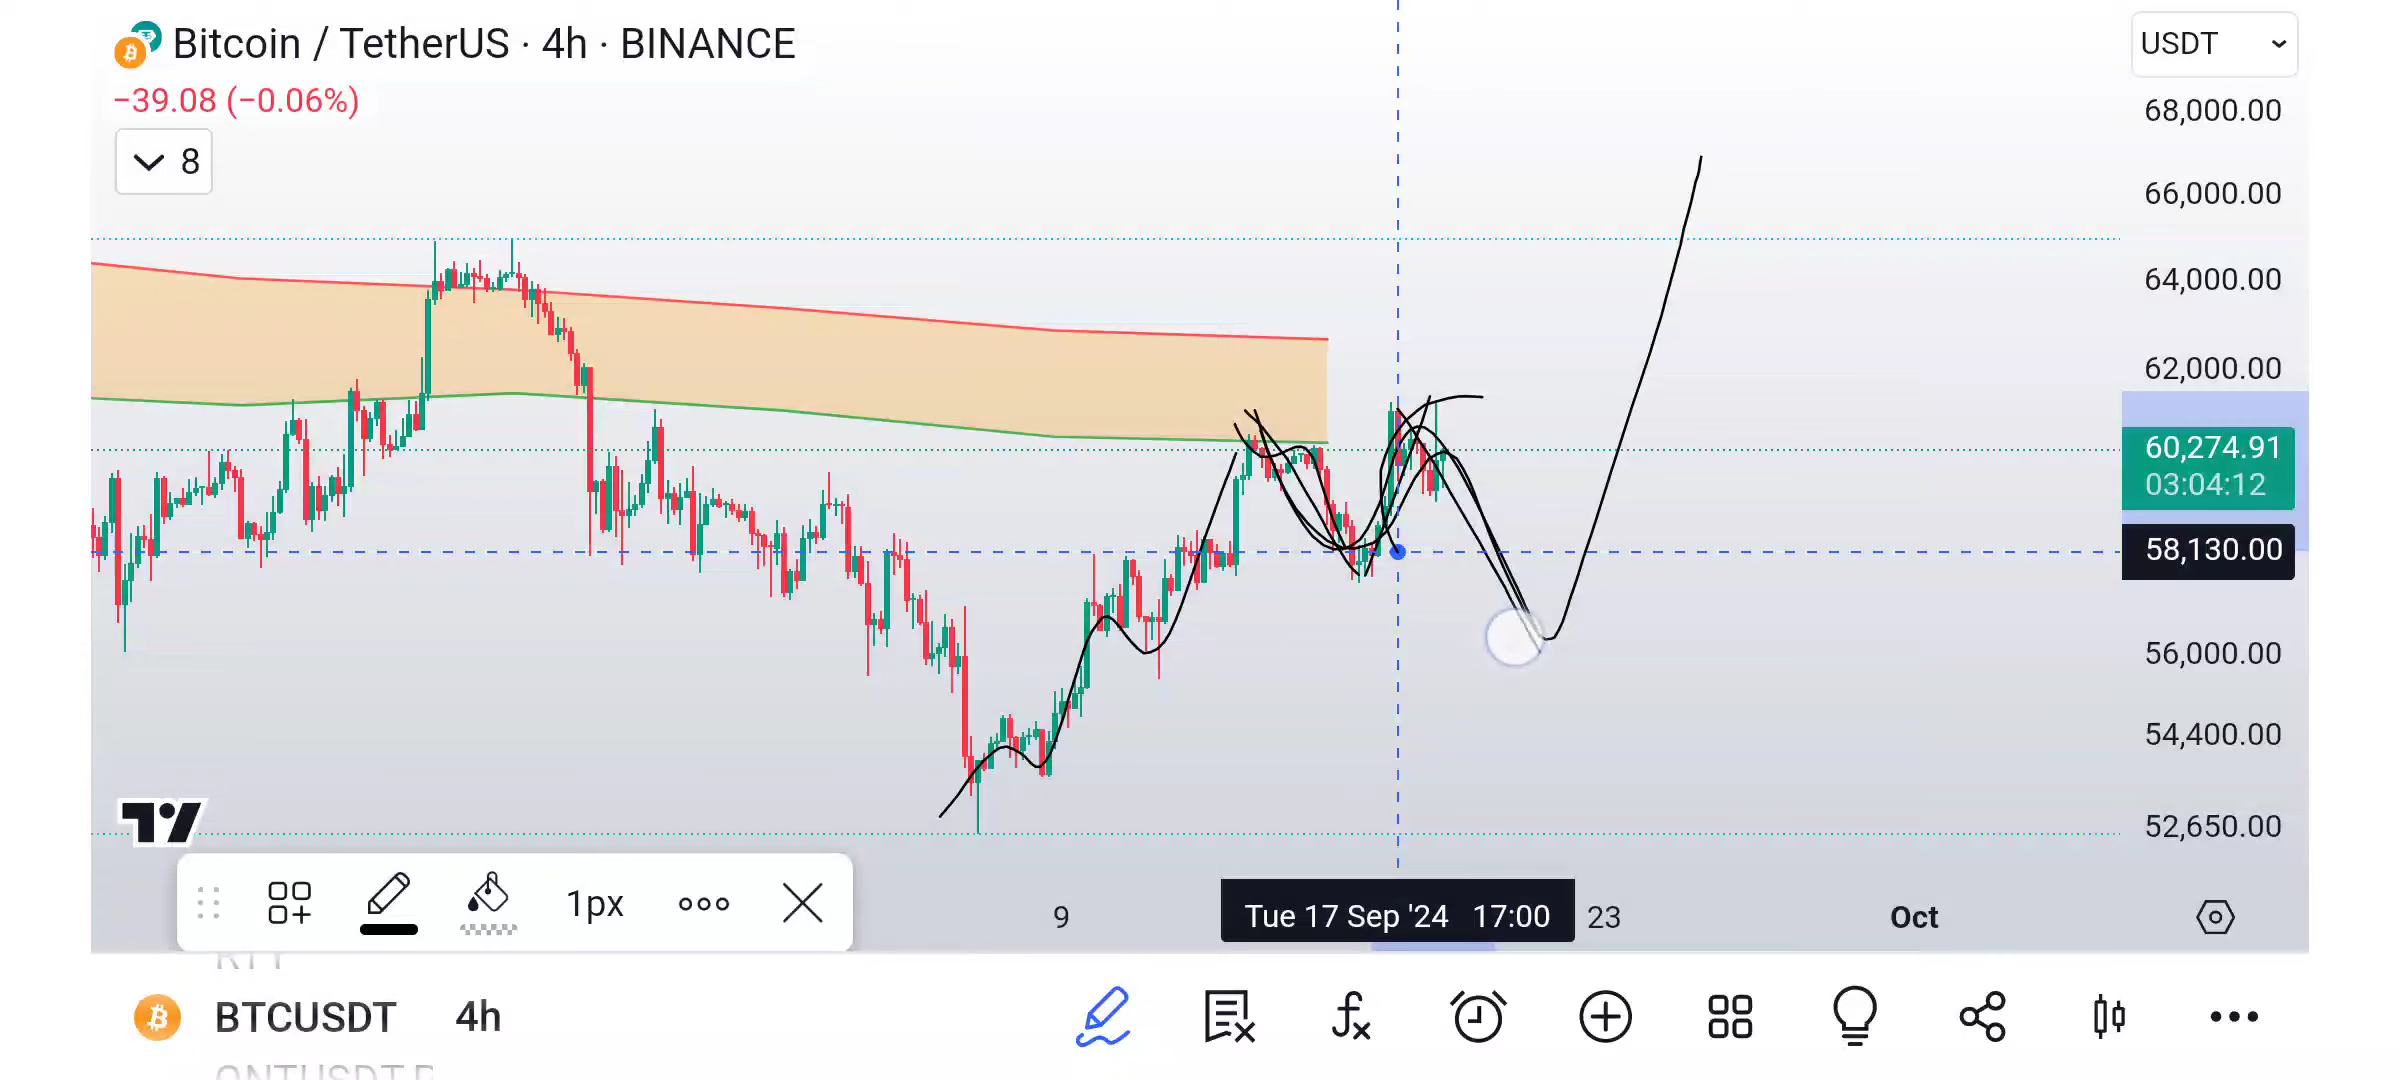 Bitcoin / TetherUS · 4h · BINANCE
−39.08 (−0.06%)
8
USDT
68,000.00
66,000.00
64,000.00
62,000.00
60,274.91
03:04:12
58,130.00
56,000.00
54,400.00
52,650.00
1px
9
Tue 17 Sep '24 17:00
23
Oct
BTCUSDT 4h